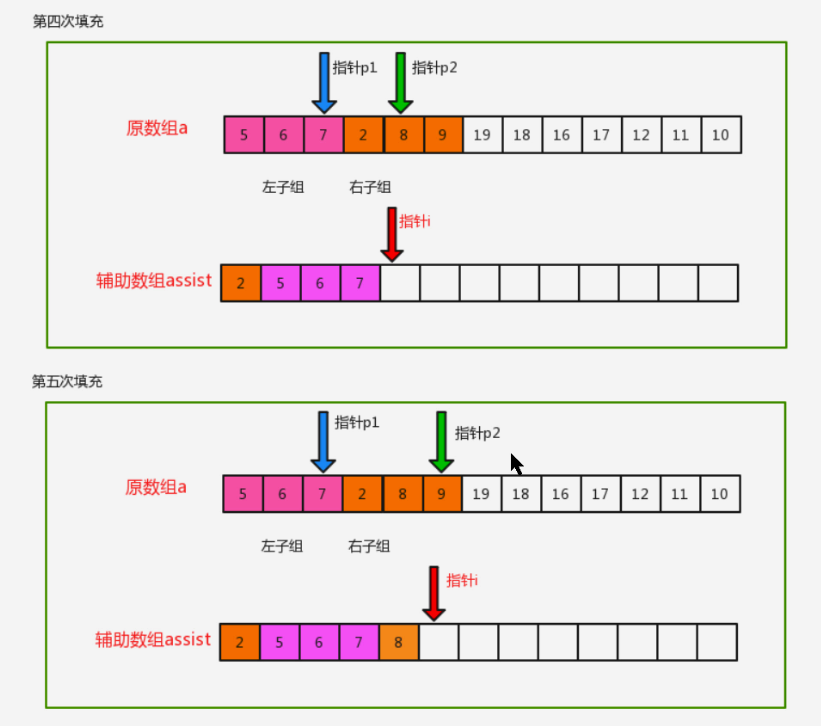 第四次填充
指针p1 指针p2
原数组a 5 6 7 2 8 9 19 18 16 17 12 11 10
左子组 右子组
指针i
辅助数组assist 2 5 6 7
第五次填充
指针p1 指针p2
原数组a 5 6 7 2 8 9 19 18 16 17 12 11 10
左子组 右子组
指针i
辅助数组assist 2 5 6 7 8